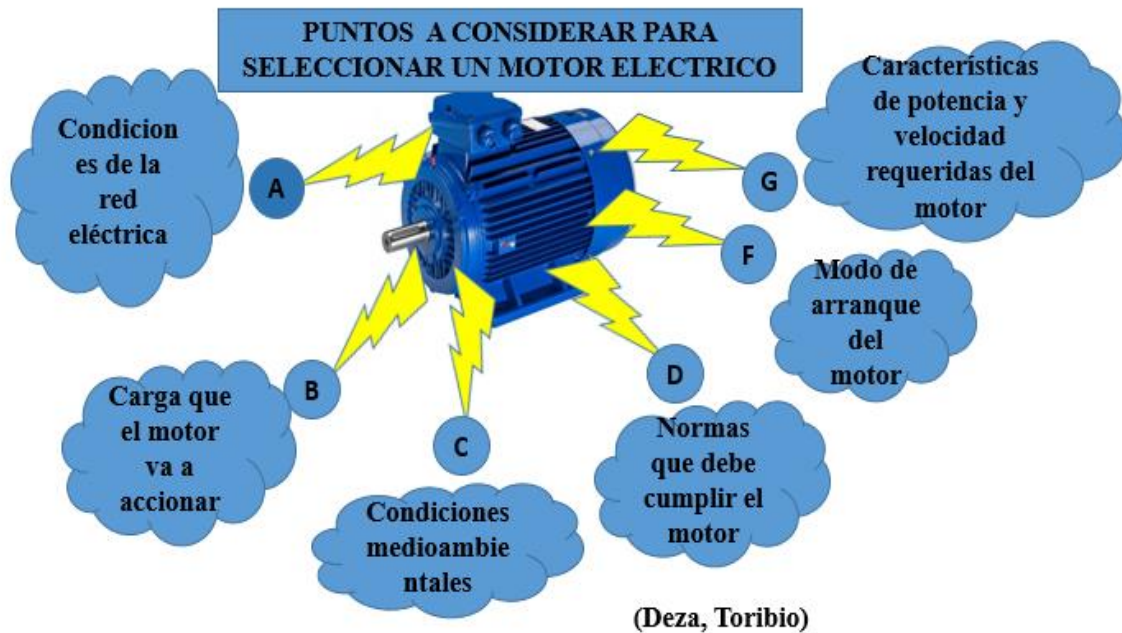 PUNTOS A CONSIDERAR PARA
SELECCIONAR UN MOTOR ELECTRICO
Condicion
es de la
red
eléctrica
A
B
Carga que
el motor
va a
accionar
C
Condiciones
medioambie
ntales
D
Normas
que debe
cumplir el
motor
F
Modo de
arranque
del
motor
G
Características
de potencia y
velocidad
requeridas del
motor
(Deza, Toribio)